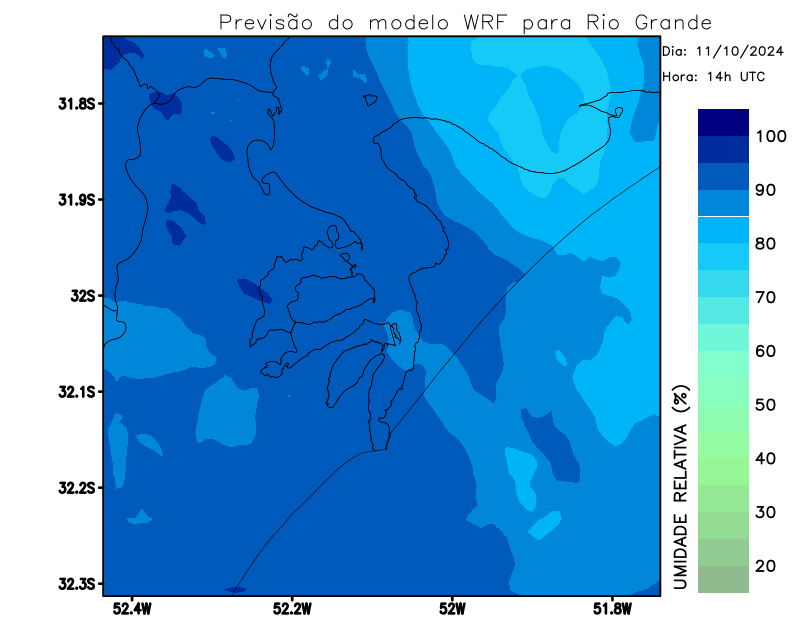 Previsão do modelo WRF para Rio Grande
Dia: 11/10/2024
Hora: 14h UTC
31.8S
31.9S
32S
32.1S
32.2S
32.3S
52.4W
52.2W
52W
51.8W
UMIDADE RELATIVA (%)
100
90
80
70
60
50
40
30
20